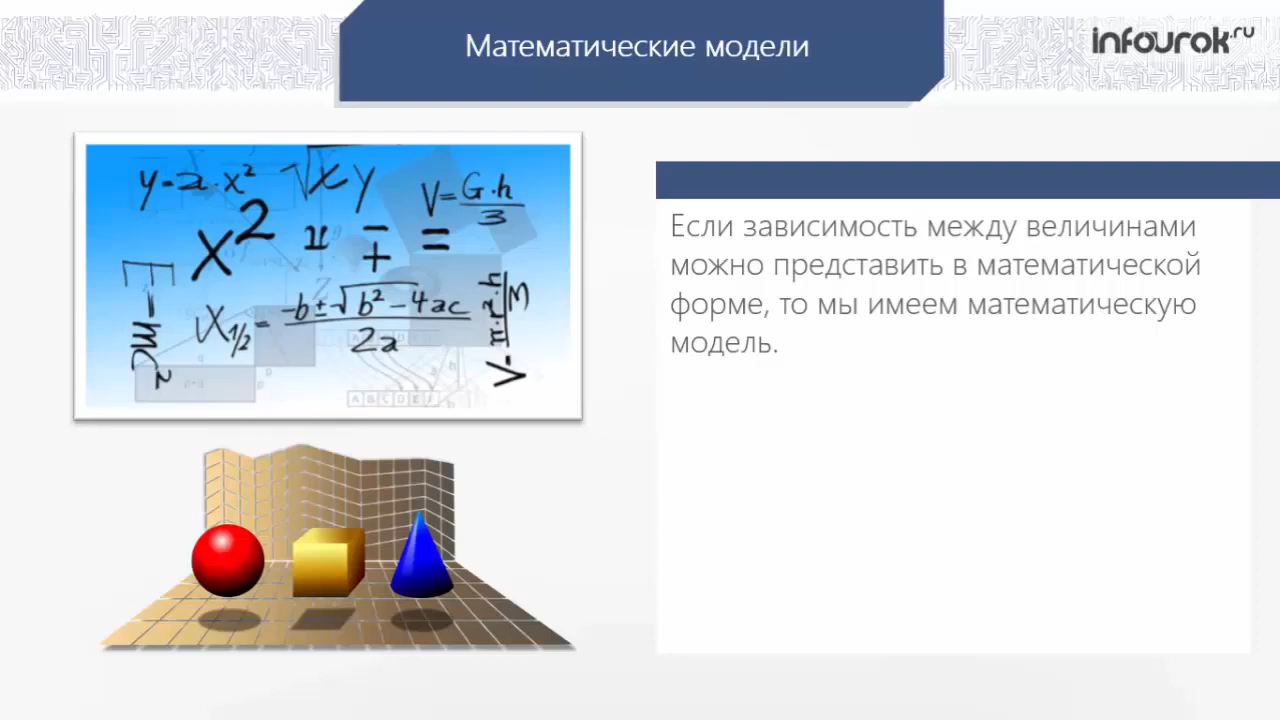 Математические модели
infourok.ru
y=a·x²
√x y
V=G·h/3
x² π ∓ =
E=mc²
x₁/₂ = -b±√b²-4ac / 2a
A B C D E F
Если зависимость между величинами
можно представить в математической
форме, то мы имеем математическую
модель.